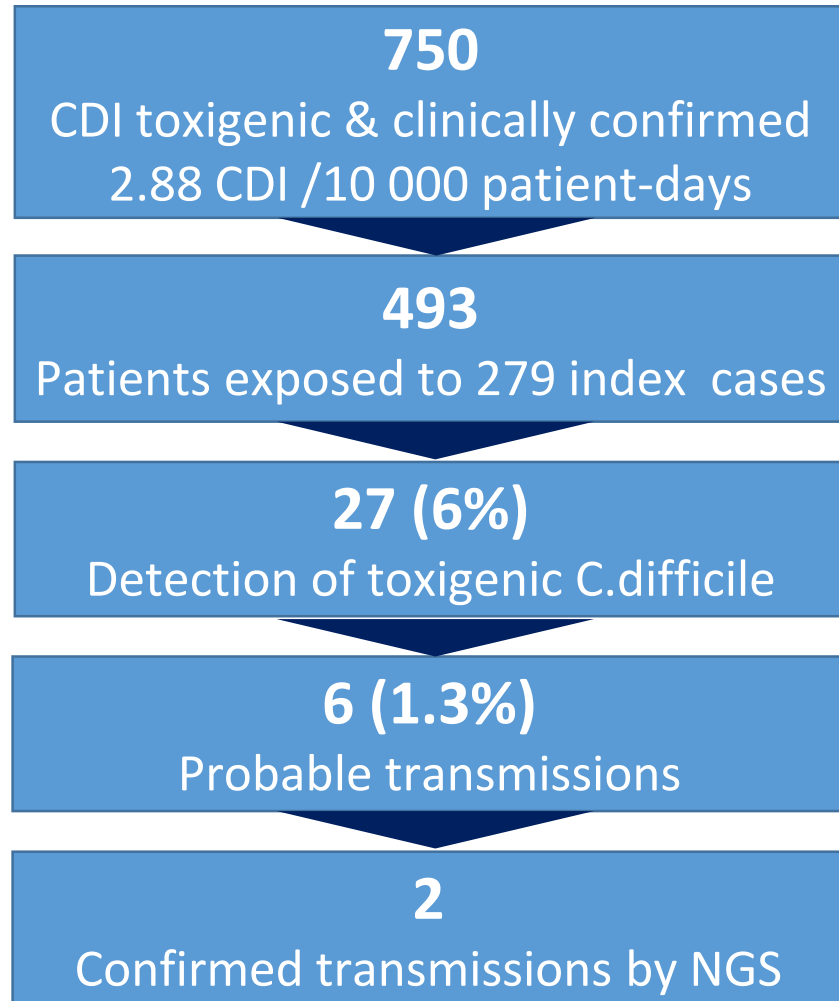 750
CDI toxigenic & clinically confirmed
2.88 CDI /10 000 patient-days
493
Patients exposed to 279 index cases
27 (6%)
Detection of toxigenic C.difficile
6 (1.3%)
Probable transmissions
2
Confirmed transmissions by NGS